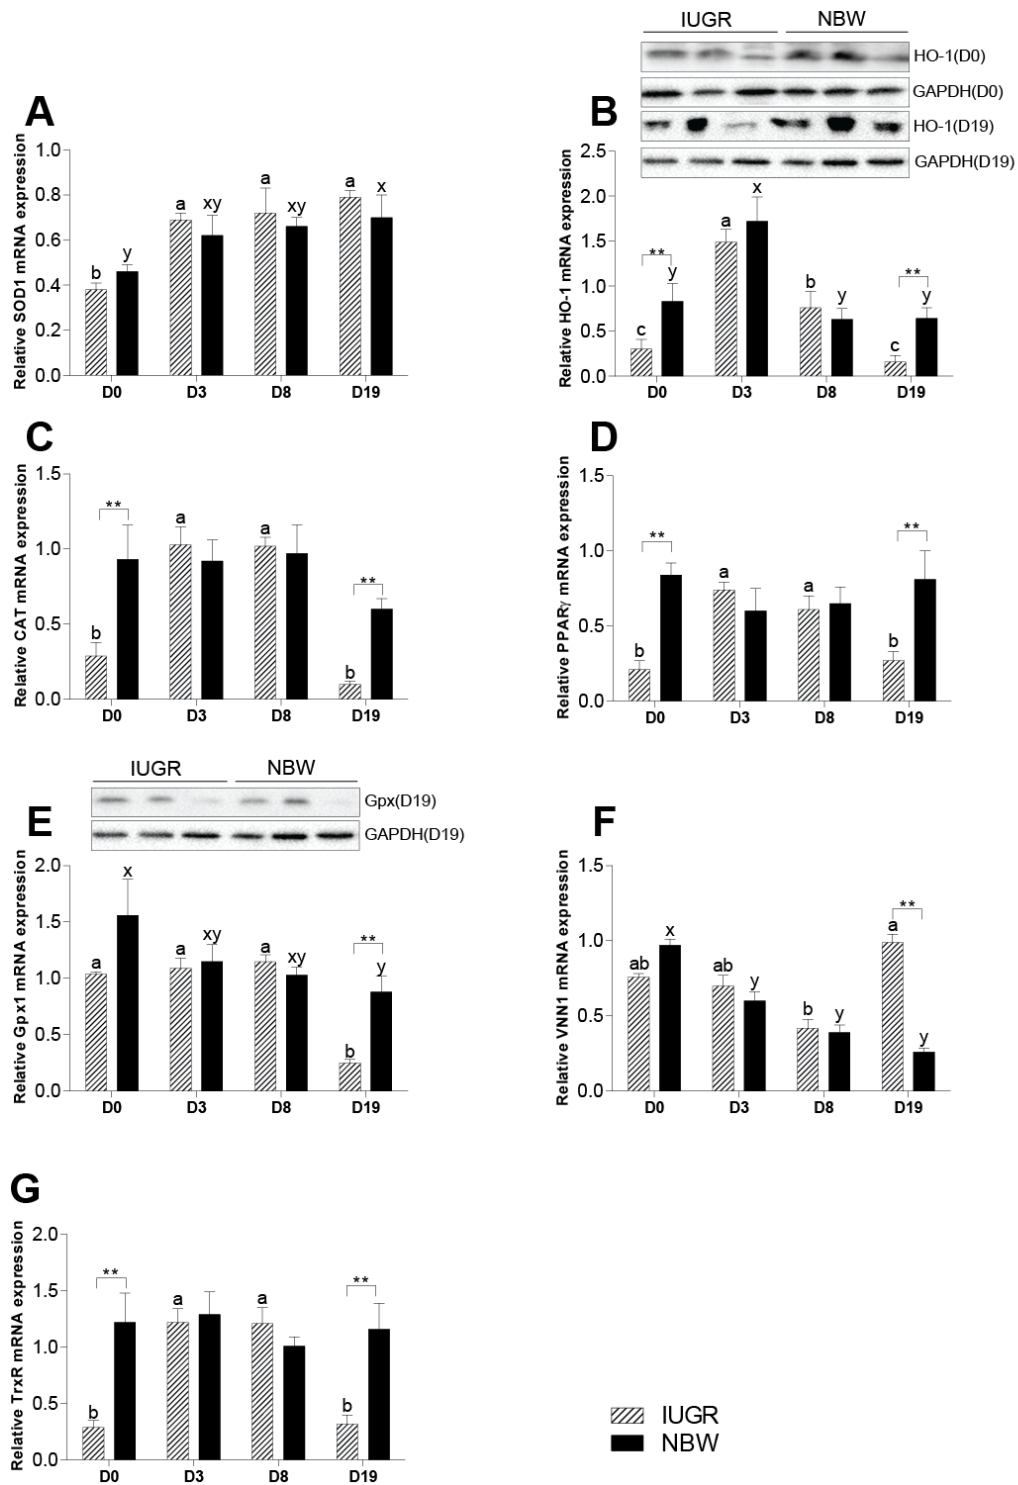 IUGR NBW
HO-1(D0)
GAPDH(D0)
HO-1(D19)
GAPDH(D19)
A
Relative SOD1 mRNA expression
1.0
0.8
0.6
0.4
0.2
0.0
b y a xy a xy a x
D0 D3 D8 D19
B
Relative HO-1 mRNA expression
2.5
2.0
1.5
1.0
0.5
0.0
** **
c y a x b y c y
D0 D3 D8 D19
C
Relative CAT mRNA expression
1.5
1.0
0.5
0.0
** **
b a a b
D0 D3 D8 D19
D
Relative PPARγ mRNA expression
1.5
1.0
0.5
0.0
** **
b a a b
D0 D3 D8 D19
IUGR NBW
Gpx(D19)
GAPDH(D19)
E
Relative Gpx1 mRNA expression
2.0
1.5
1.0
0.5
0.0
**
a x a xy a xy b y
D0 D3 D8 D19
F
Relative VNN1 mRNA expression
1.5
1.0
0.5
0.0
**
ab x ab y b y a y
D0 D3 D8 D19
G
Relative TrxR mRNA expression
2.0
1.5
1.0
0.5
0.0
** **
b a a b
D0 D3 D8 D19
IUGR
NBW